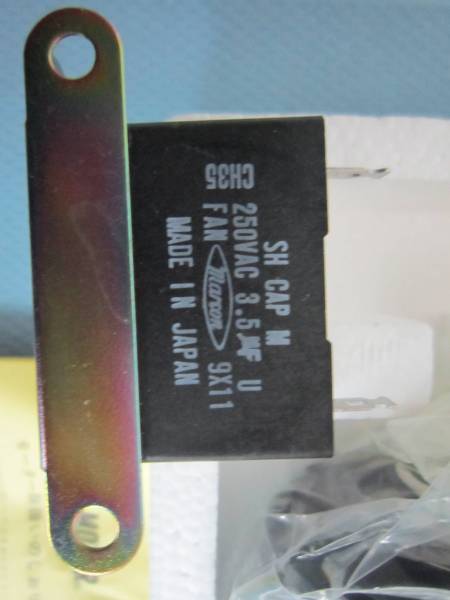 SH CAP M
250VAC 3.5µF U
FAN Marcon 9X11
MADE IN JAPAN
CH35